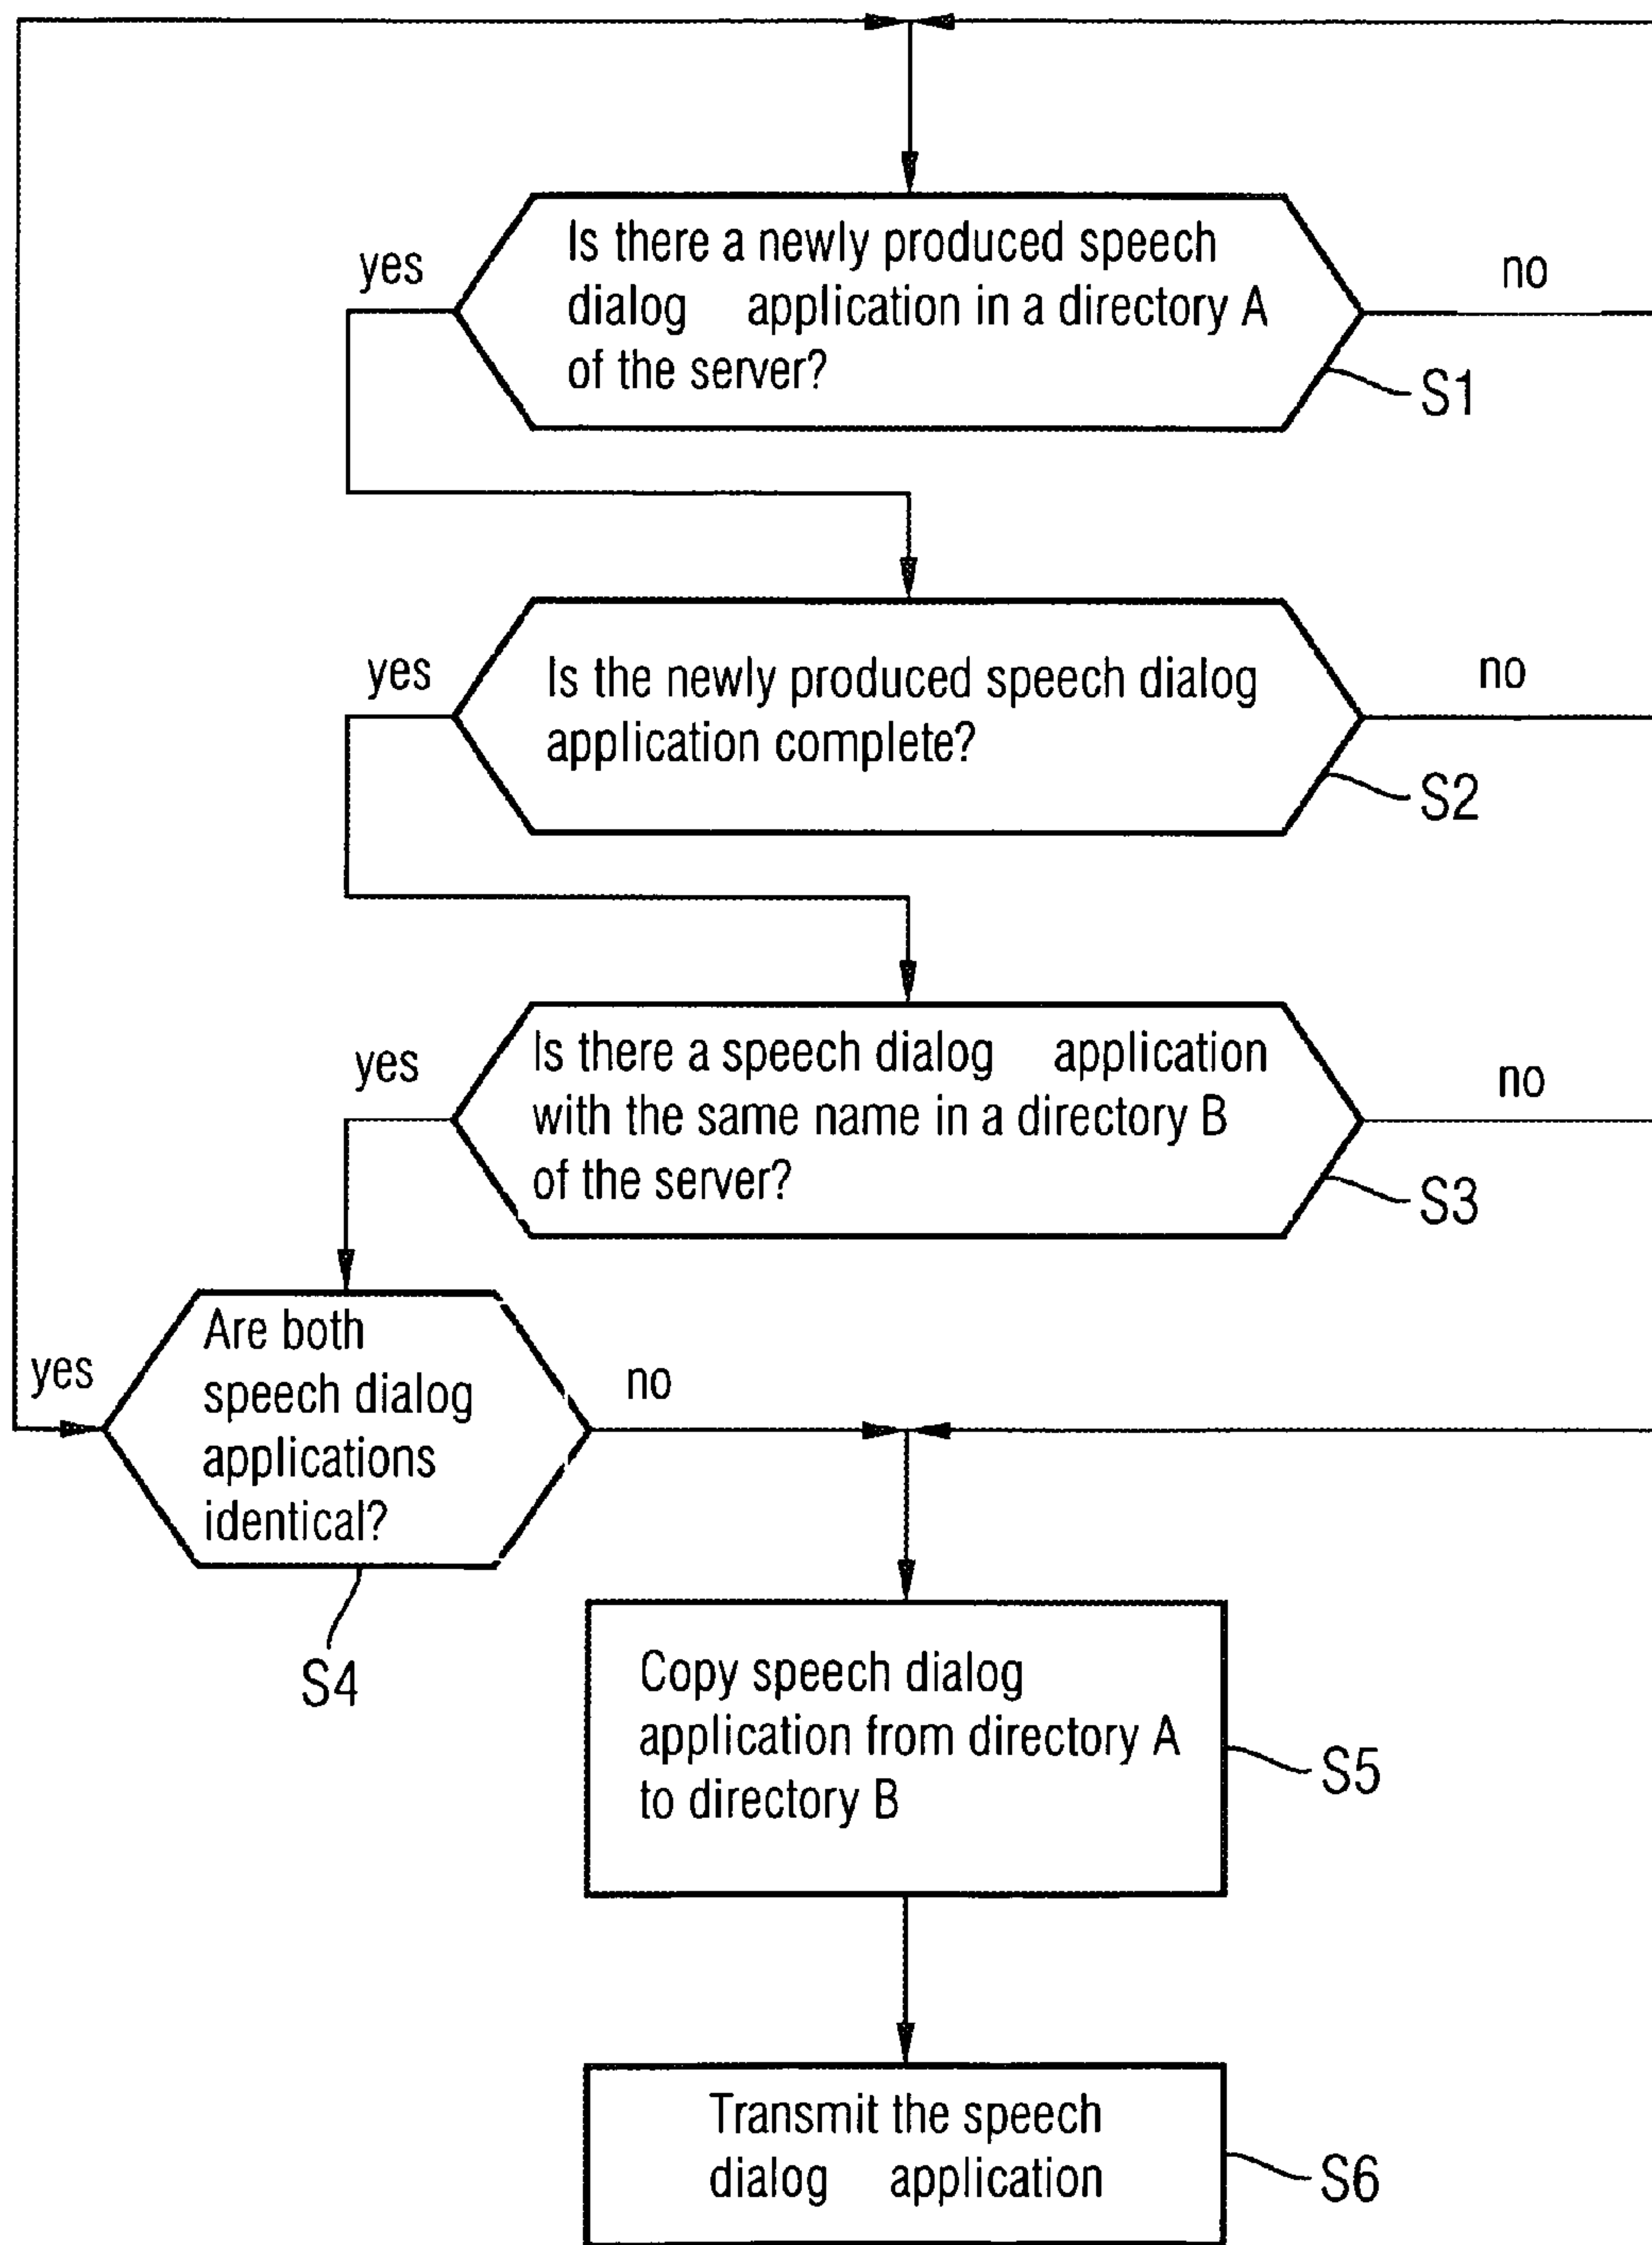 yes
Is there a newly produced speech
dialog application in a directory A
of the server?
no
S1
yes
Is the newly produced speech dialog
application complete?
no
S2
yes
Is there a speech dialog application
with the same name in a directory B
of the server?
no
S3
yes
Are both
speech dialog
applications
identical?
no
S4
Copy speech dialog
application from directory A
to directory B
S5
Transmit the speech
dialog application
S6